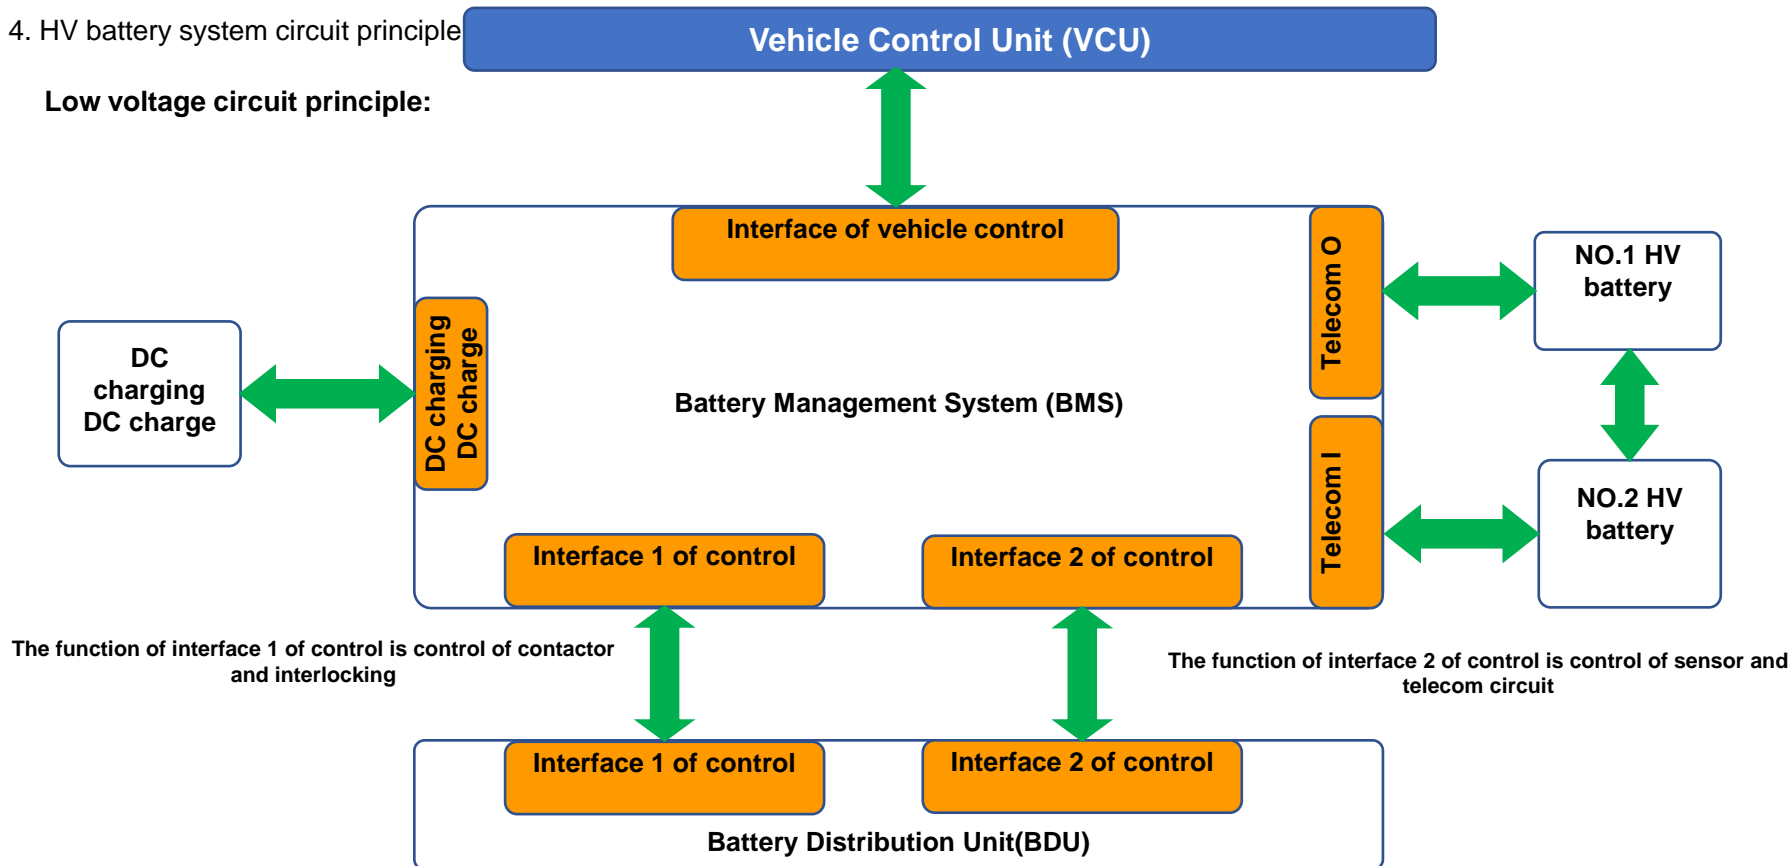 4. HV battery system circuit principle
Vehicle Control Unit (VCU)
Low voltage circuit principle:
Interface of vehicle control
Telecom O
NO.1 HV
battery
DC
charging
DC charge
DC charging
DC charge
Battery Management System (BMS)
Telecom I
NO.2 HV
battery
Interface 1 of control
Interface 2 of control
The function of interface 1 of control is control of contactor
and interlocking
The function of interface 2 of control is control of sensor and
telecom circuit
Interface 1 of control
Interface 2 of control
Battery Distribution Unit(BDU)